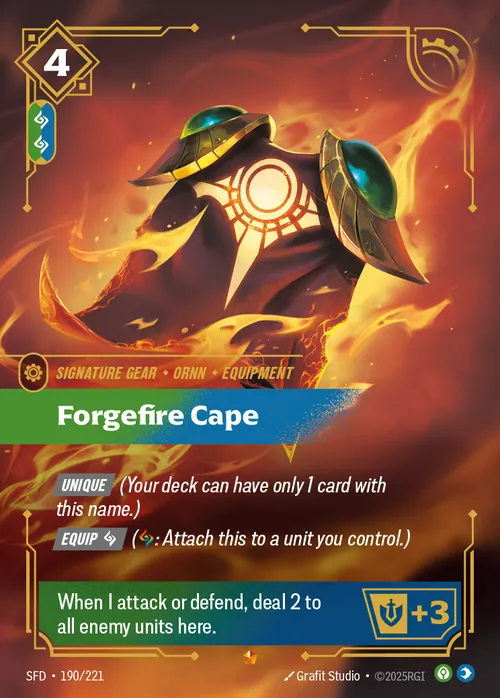 4
SIGNATURE GEAR • ORNN • EQUIPMENT
Forgefire Cape
UNIQUE (Your deck can have only 1 card with
this name.)
EQUIP (: Attach this to a unit you control.)
When I attack or defend, deal 2 to
all enemy units here.
+3
SFD • 190/221
Grafit Studio • ©2025RGI